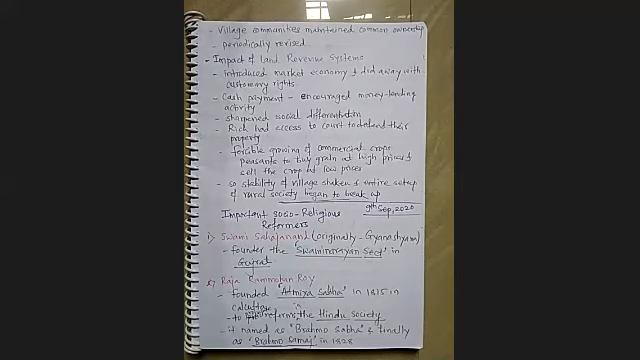 - Village communities maintained common ownership
- periodically revised.
- Impact of Land Revenue Systems
- introduced market economy & did away with
customary rights
- Cash payment - encouraged money-lending
activity
- sharpened social differentiation
- Rich had access to court to defend their
property
- forcible growing of commercial crops
peasants to buy grain at high prices &
sell the crop at low prices
- so stability of village shaken & entire setup
of rural society began to break up
9th Sep, 2020
Important Socio-Religious
Reformers
1) Swami Sahajanand (originally - Gyanashyam)
- founder the 'Swaminarayan Sect' in
Gujrat
2) Raja Rammohan Roy
- founded 'Atmiya Sabha' in 1815 in
calcutta
- to reforms in the Hindu Society
- it named as 'Brahmo Sabha' & finally
as 'Brahmo Samaj' in 1828